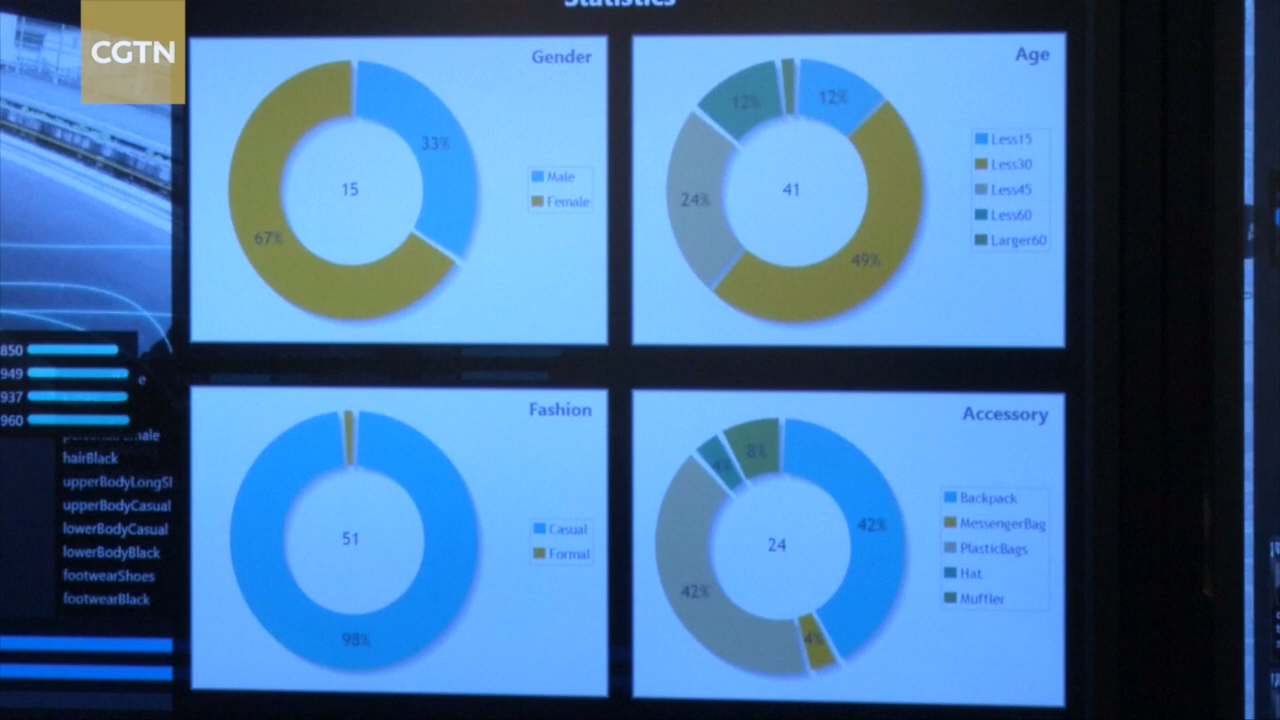 Statistics
CGTN
Gender
33%
15
67%
Male
Female
Age
12%
12%
24%
41
49%
Less15
Less30
Less45
Less60
Larger60
850
949
937
960
e
hairBlack
upperBodyLongSl
upperBodyCasual
lowerBodyCasual
lowerBodyBlack
footwearShoes
footwearBlack
Fashion
51
98%
Casual
Formal
Accessory
8%
4%
42%
24
42%
4%
Backpack
MessengerBag
PlasticBags
Hat
Muffler